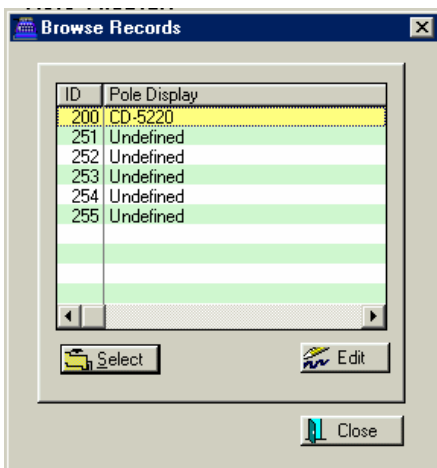 Browse Records
ID Pole Display
200 CD-5220
251 Undefined
252 Undefined
253 Undefined
254 Undefined
255 Undefined
Select
Edit
Close